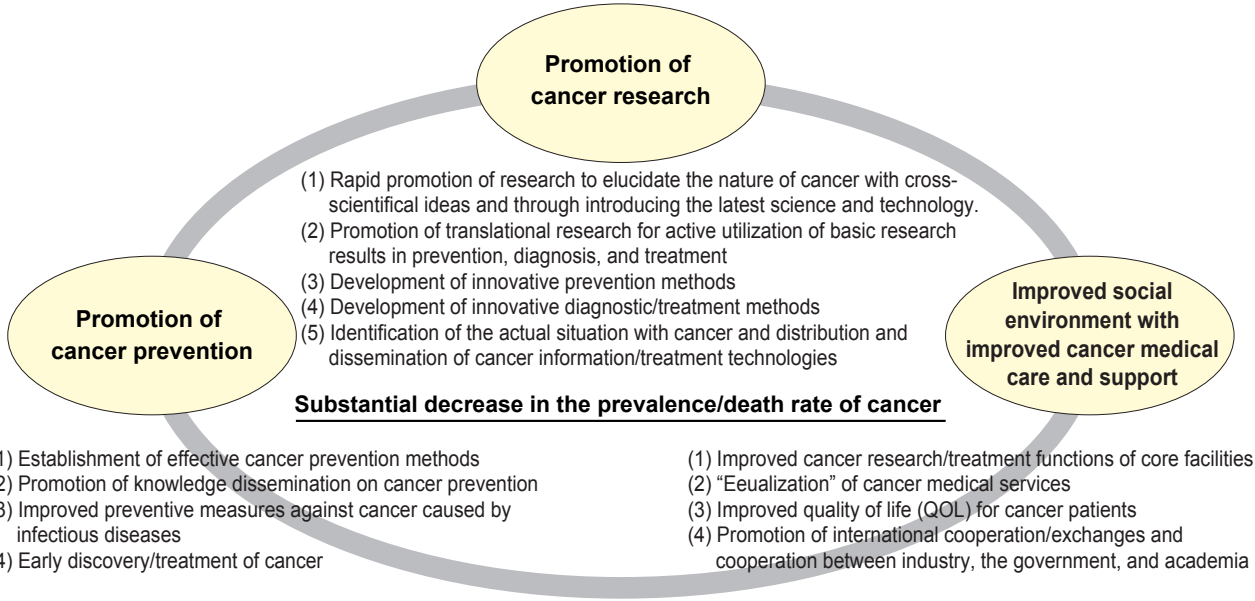 Promotion of
cancer research
(1) Rapid promotion of research to elucidate the nature of cancer with cross-
scientifical ideas and through introducing the latest science and technology.
(2) Promotion of translational research for active utilization of basic research
results in prevention, diagnosis, and treatment
(3) Development of innovative prevention methods
(4) Development of innovative diagnostic/treatment methods
(5) Identification of the actual situation with cancer and distribution and
dissemination of cancer information/treatment technologies
Promotion of
cancer prevention
Improved social
environment with
improved cancer medical
care and support
Substantial decrease in the prevalence/death rate of cancer
1) Establishment of effective cancer prevention methods
2) Promotion of knowledge dissemination on cancer prevention
3) Improved preventive measures against cancer caused by
infectious diseases
4) Early discovery/treatment of cancer
(1) Improved cancer research/treatment functions of core facilities
(2) “Eeualization” of cancer medical services
(3) Improved quality of life (QOL) for cancer patients
(4) Promotion of international cooperation/exchanges and
cooperation between industry, the government, and academia